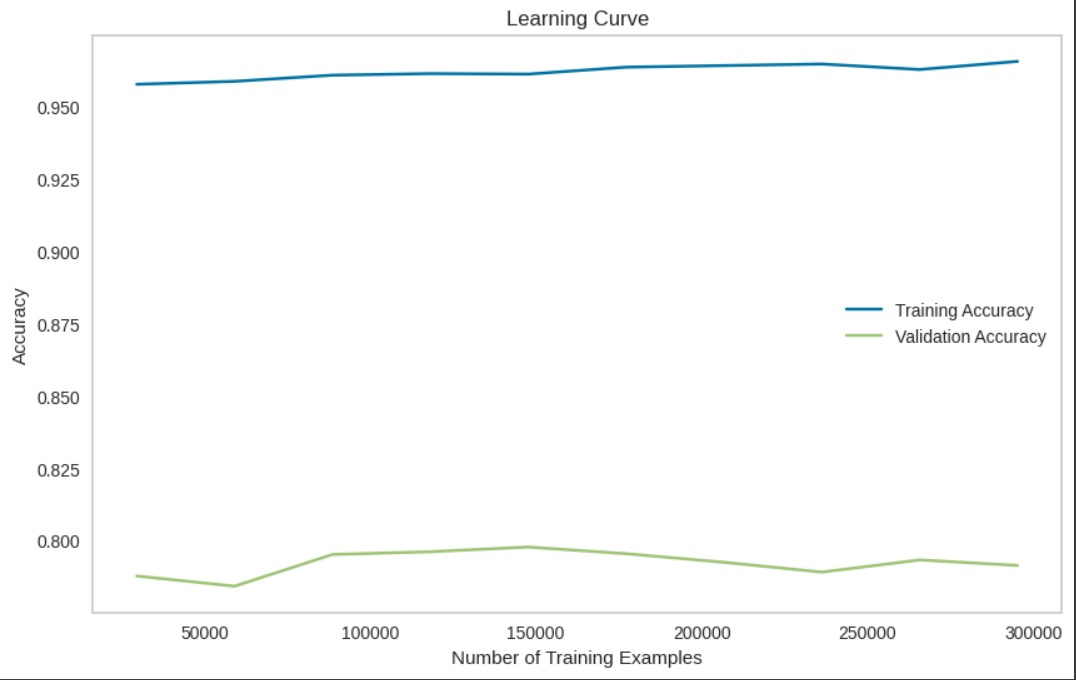 Learning Curve
0.950
0.925
0.900
0.875
0.850
0.825
0.800
Accuracy
Training Accuracy
Validation Accuracy
50000 100000 150000 200000 250000 300000
Number of Training Examples